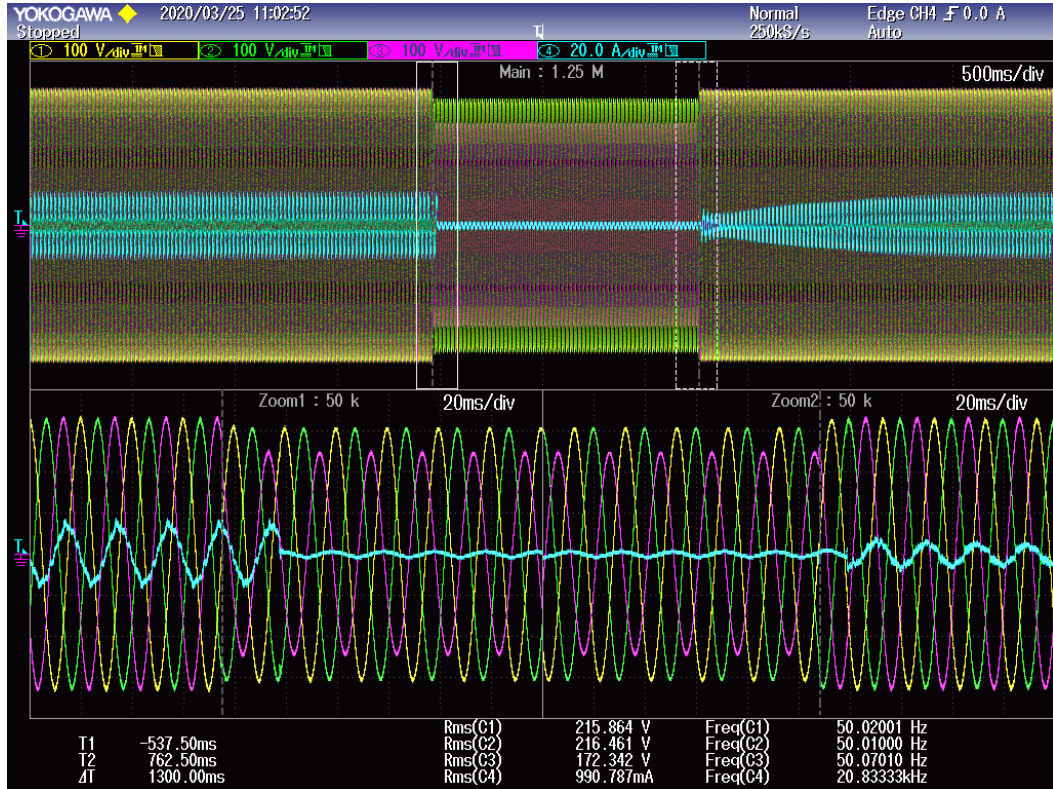 YOKOGAWA 2020/03/25 11:02:52 Normal Edge CH4 0.0 A
Stopped 250kS/s Auto
1 100 V/div 1M 2 100 V/div 1M 3 100 V/div 1M 4 20.0 A/div 1M
Main : 1.25 M 500ms/div
T
Zoom1 : 50 k 20ms/div Zoom2 : 50 k 20ms/div
T
Rms(C1) 215.864 V Freq(C1) 50.02001 Hz
T1 -537.50ms Rms(C2) 216.461 V Freq(C2) 50.01000 Hz
T2 762.50ms Rms(C3) 172.342 V Freq(C3) 50.07010 Hz
ΔT 1300.00ms Rms(C4) 990.787mA Freq(C4) 20.83333kHz